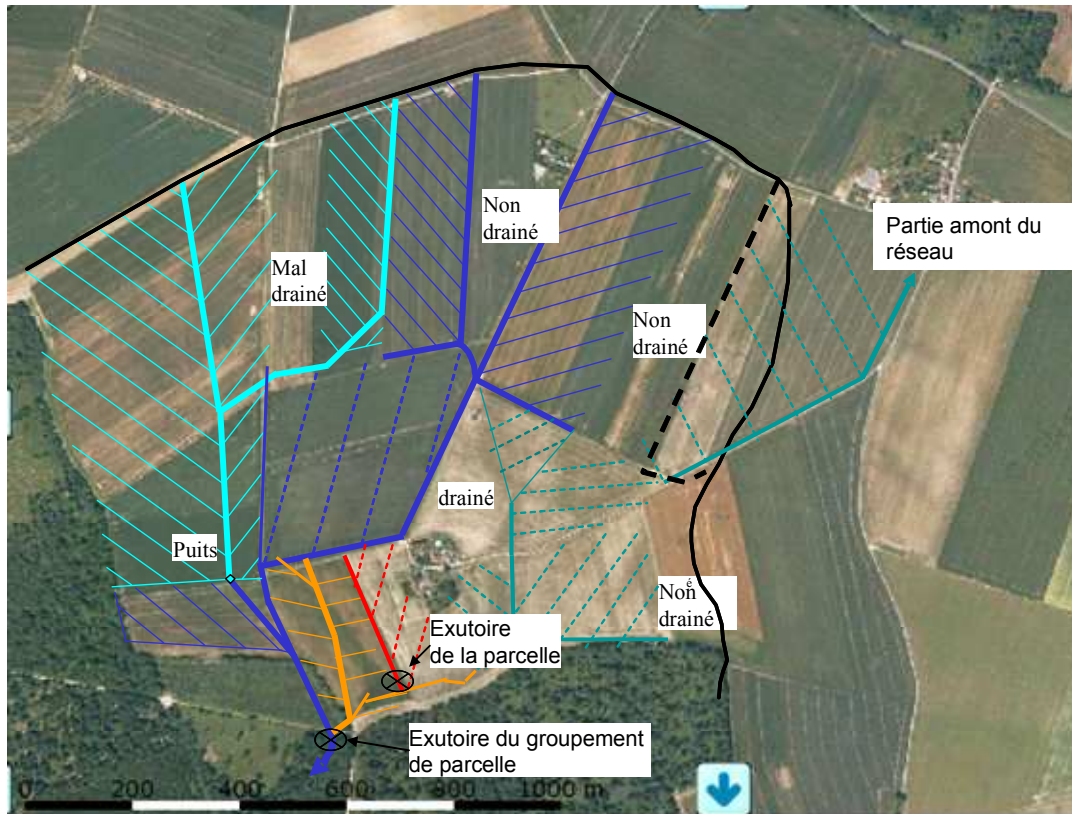 Non
drainé
Partie amont du
réseau
Mal
drainé
Non
drainé
drainé
Puits
Noń
drainé
Exutoire
de la parcelle
Exutoire du groupement
de parcelle
0 200 400 600 800 1000 m